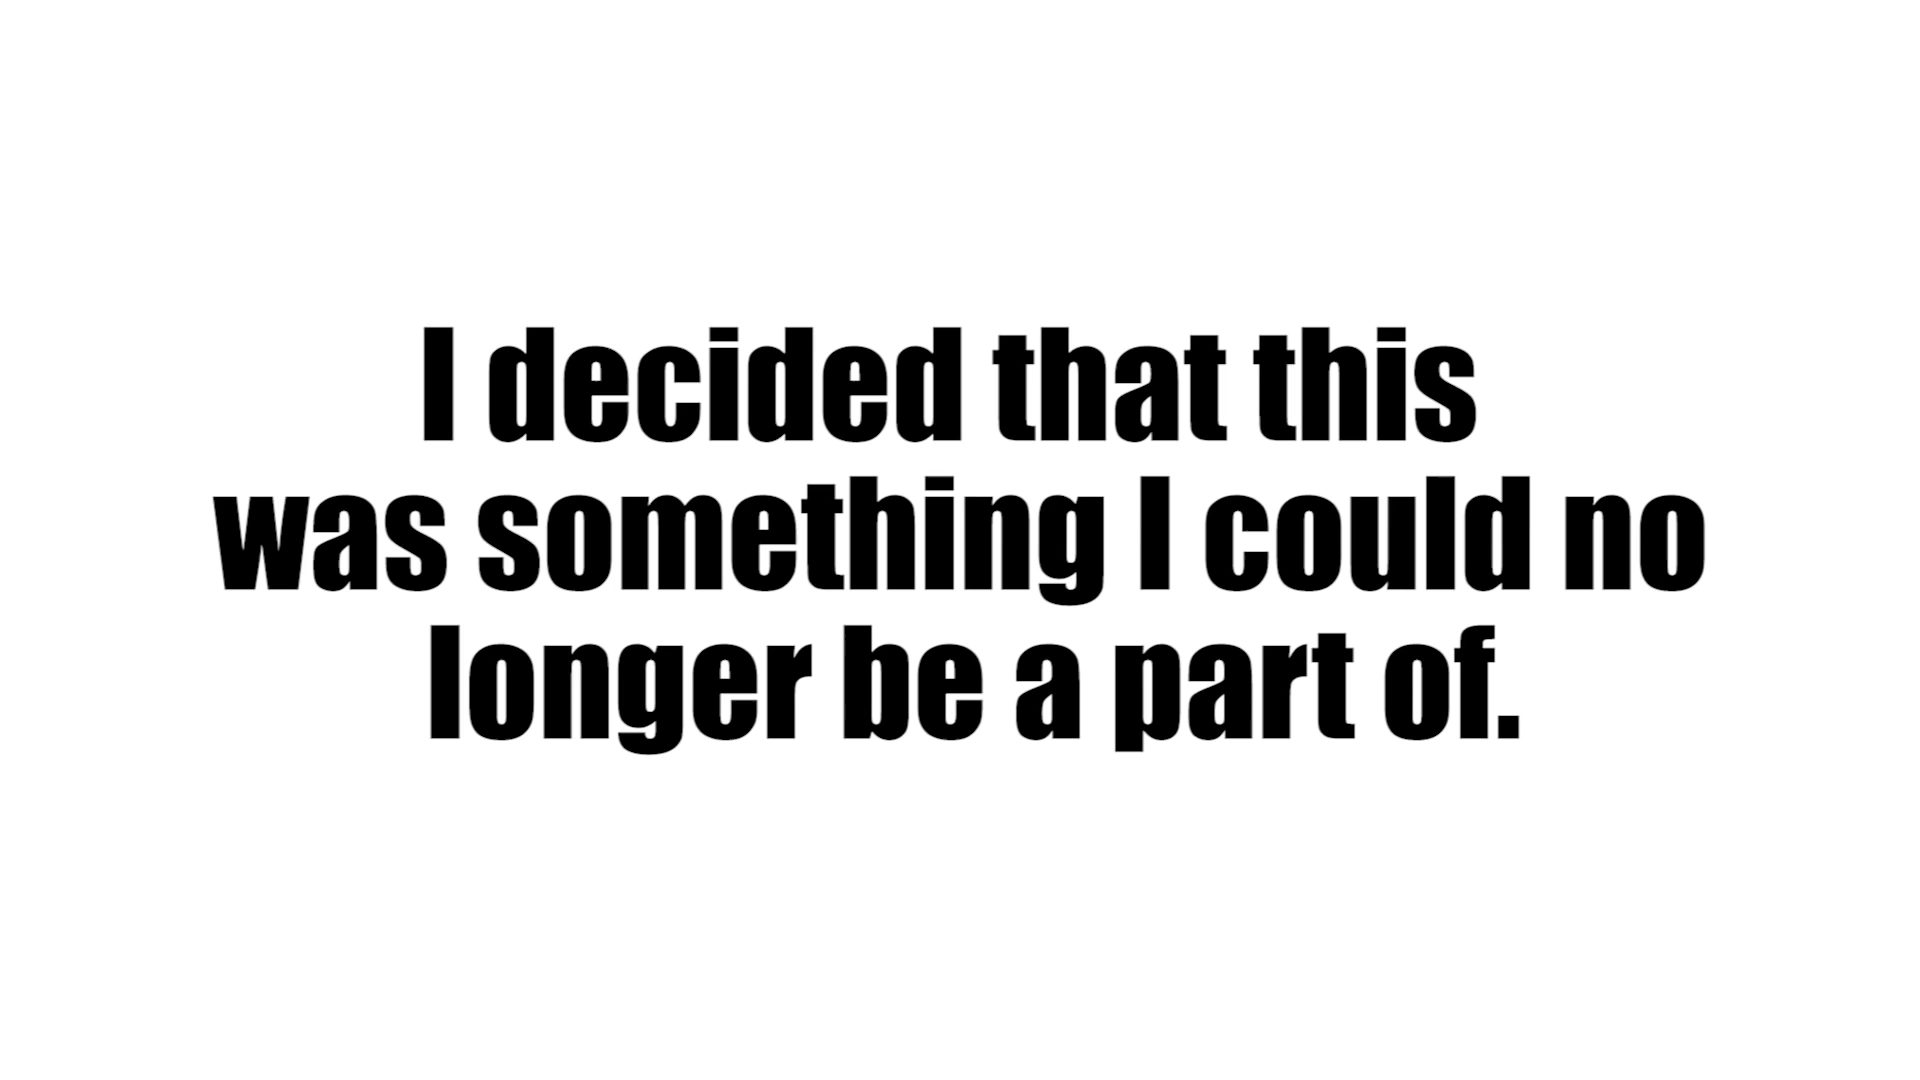 I decided that this
was something I could no
longer be a part of.